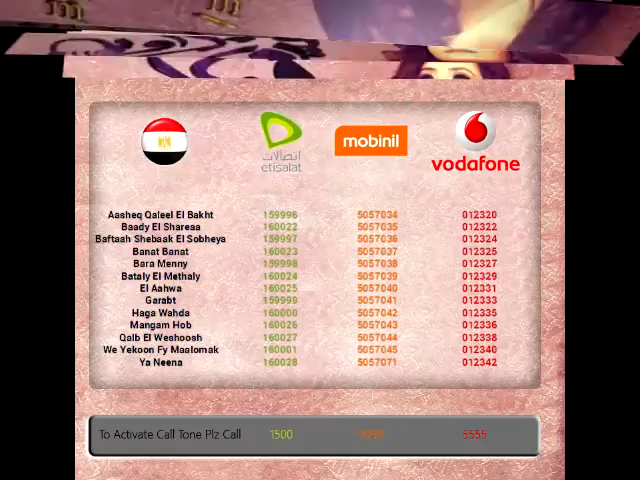 اتصالات
etisalat
mobinil
vodafone
Aasheq Qaleel El Bakht 159996 5057034 012320
Baady El Shareaa 160022 5057035 012322
Baftaah Shebaak El Sobheya 159997 5057036 012324
Banat Banat 160023 5057037 012325
Bara Menny 159998 5057038 012327
Bataly El Methaly 160024 5057039 012329
El Aahwa 160025 5057040 012331
Garabt 159999 5057041 012333
Haga Wahda 160000 5057042 012335
Mangam Hob 160026 5057043 012336
Qalb El Weshoosh 160027 5057044 012338
We Yekoon Fy Maalomak 160001 5057045 012340
Ya Neena 160028 5057071 012342
To Activate Call Tone Plz Call 1500 9999 5555